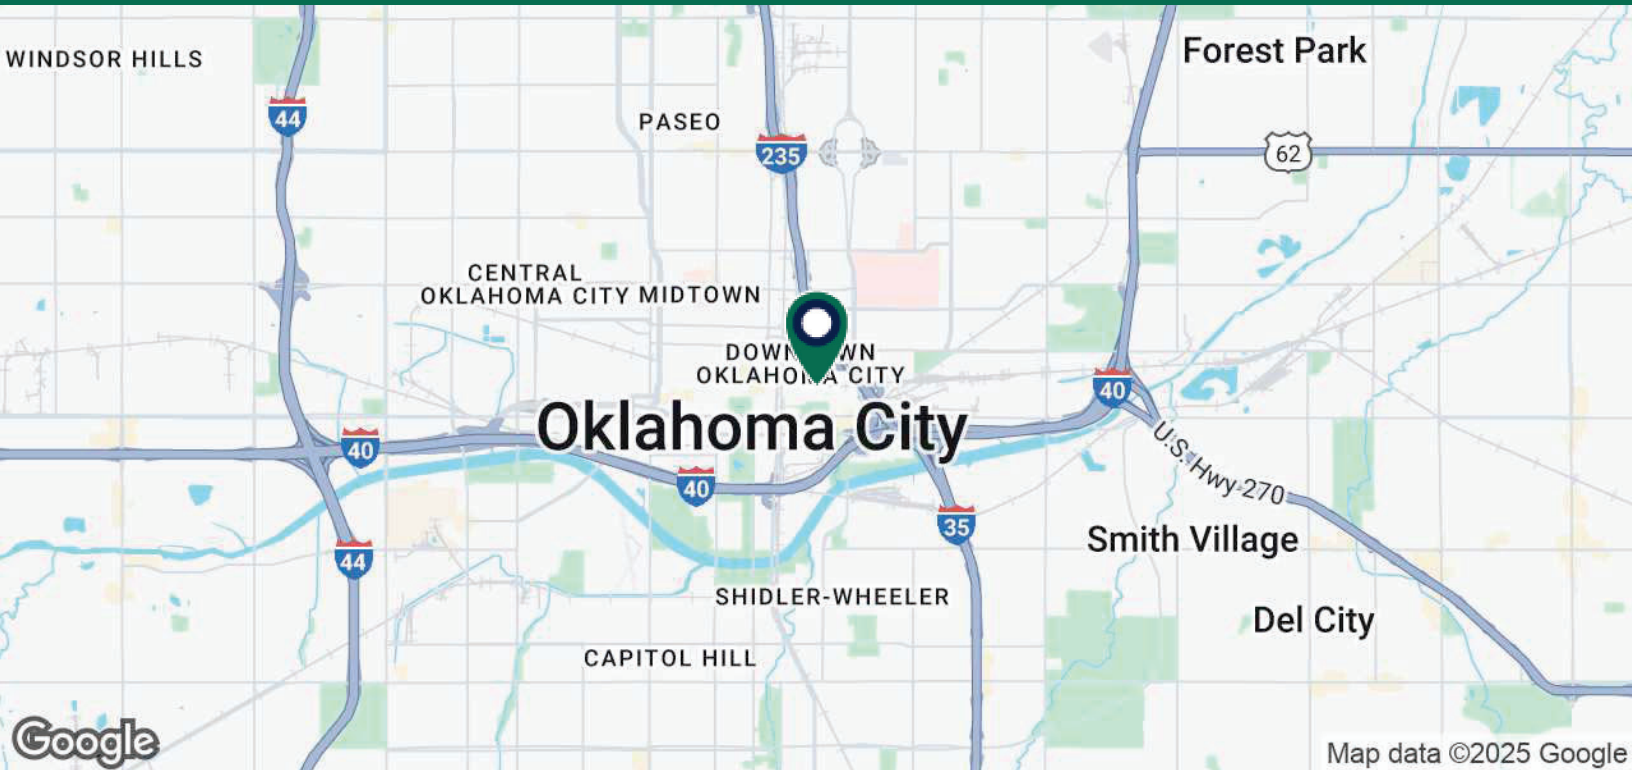 WINDSOR HILLS
Forest Park
44
PASEO
235
62
CENTRAL
OKLAHOMA CITY
MIDTOWN
DOWNTOWN
OKLAHOMA CITY
40
Oklahoma City
40
40
U.S. Hwy 270
35
Smith Village
44
SHIDLER-WHEELER
Del City
CAPITOL HILL
Google
Map data ©2025 Google